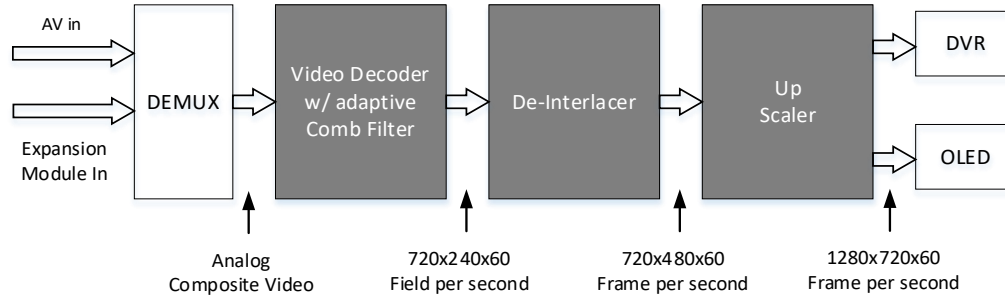 AV in
Expansion
Module In
DEMUX
Video Decoder
w/ adaptive
Comb Filter
De-Interlacer
Up
Scaler
DVR
OLED
Analog
Composite Video
720x240x60
Field per second
720x480x60
Frame per second
1280x720x60
Frame per second